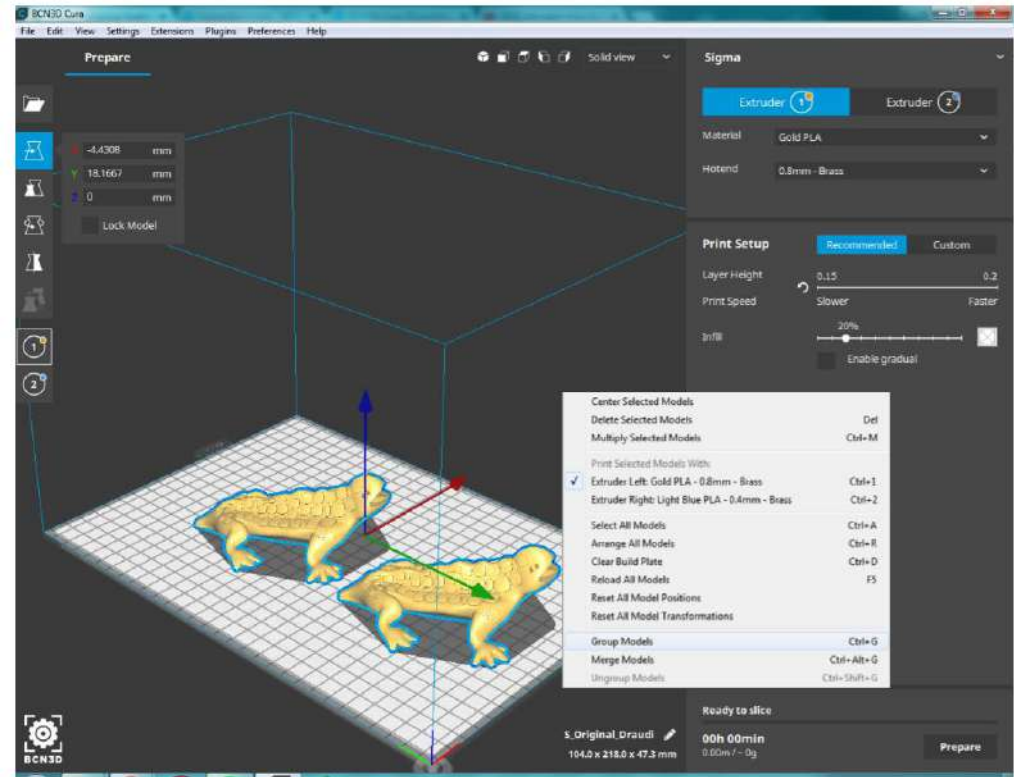 BCN3D Cura
File Edit View Settings Extensions Plugins Preferences Help
Prepare
Solid view
Sigma
Extruder 1
Extruder 2
Material Gold PLA
Hotend 0.8mm - Brass
X -4.4308 mm
Y 18.1667 mm
Z 0 mm
Lock Model
Print Setup Recommended Custom
Layer Height 0.15 0.2
Print Speed Slower Faster
Infill 20%
Enable gradual
1
2
Center Selected Models
Delete Selected Models Del
Multiply Selected Models Ctrl+M
Print Selected Models With:
Extruder Left: Gold PLA - 0.8mm - Brass Ctrl+1
Extruder Right: Light Blue PLA - 0.4mm - Brass Ctrl+2
Select All Models Ctrl+A
Arrange All Models Ctrl+R
Clear Build Plate Ctrl+D
Reload All Models F5
Reset All Model Positions
Reset All Model Transformations
Group Models Ctrl+G
Merge Models Ctrl+Alt+G
Ungroup Models Ctrl+Shift+G
Ready to slice
S_Original_Draudi
104.0 x 218.0 x 47.3 mm
00h 00min
0.00m / ~ 0g
Prepare
BCN3D